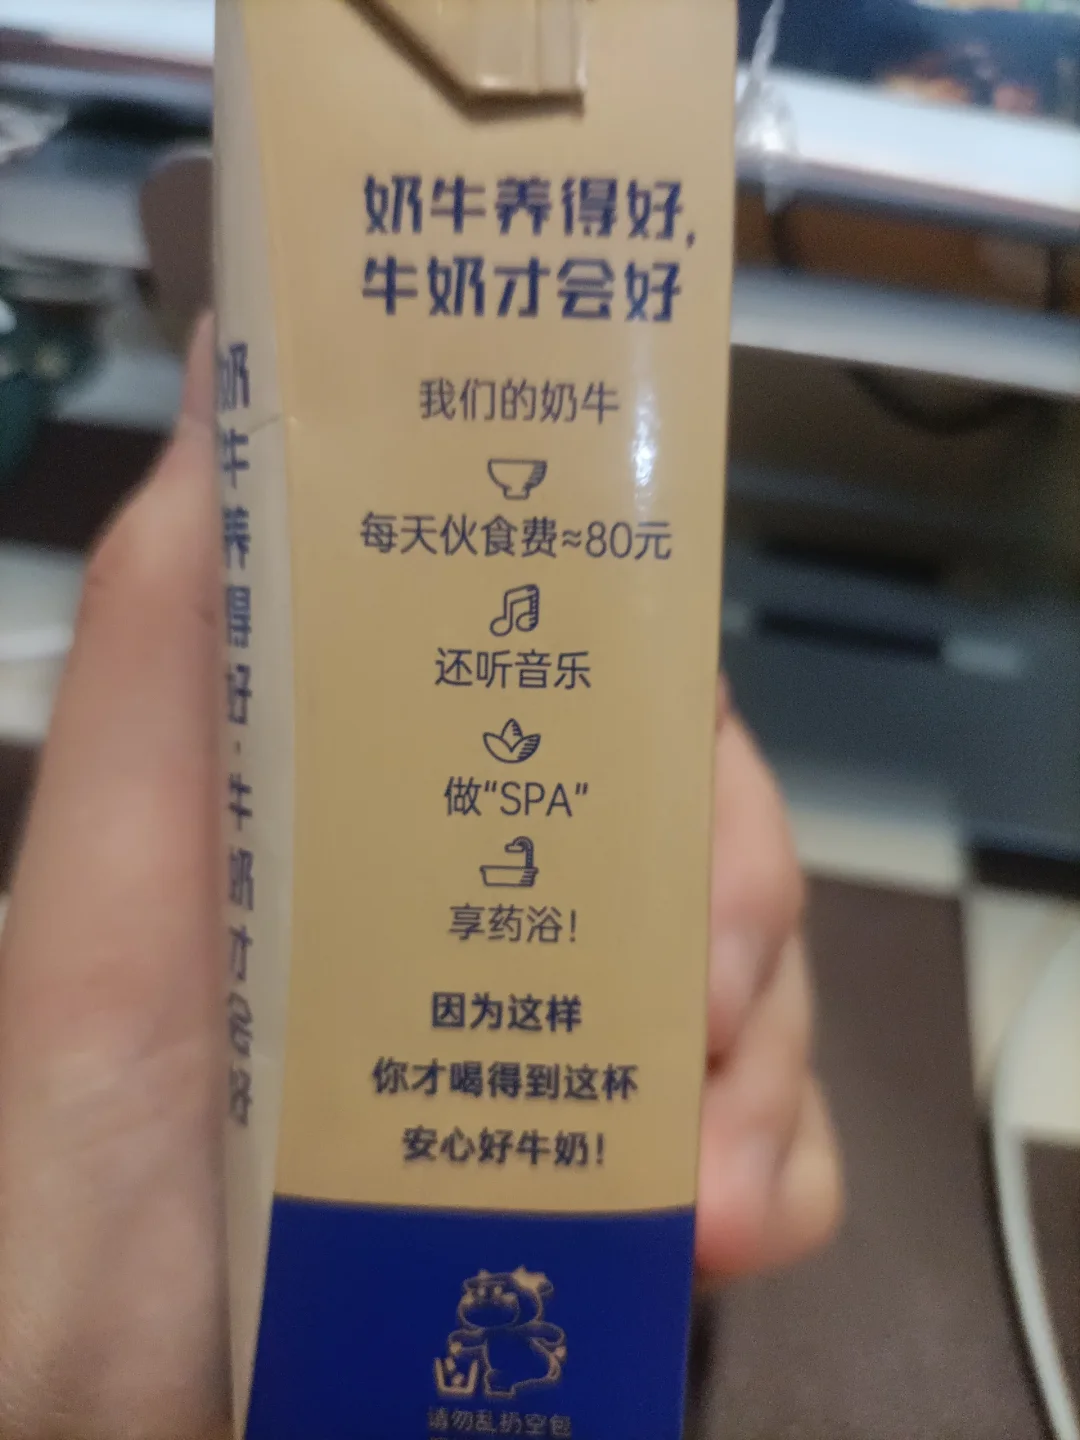 奶牛养得好,
牛奶才会好
我们的奶牛
每天伙食费≈80元
还听音乐
做“SPA”
享药浴!
因为这样
你才喝得到这杯
安心好牛奶!
请勿乱扔空包
奶牛养得好·牛奶才会好